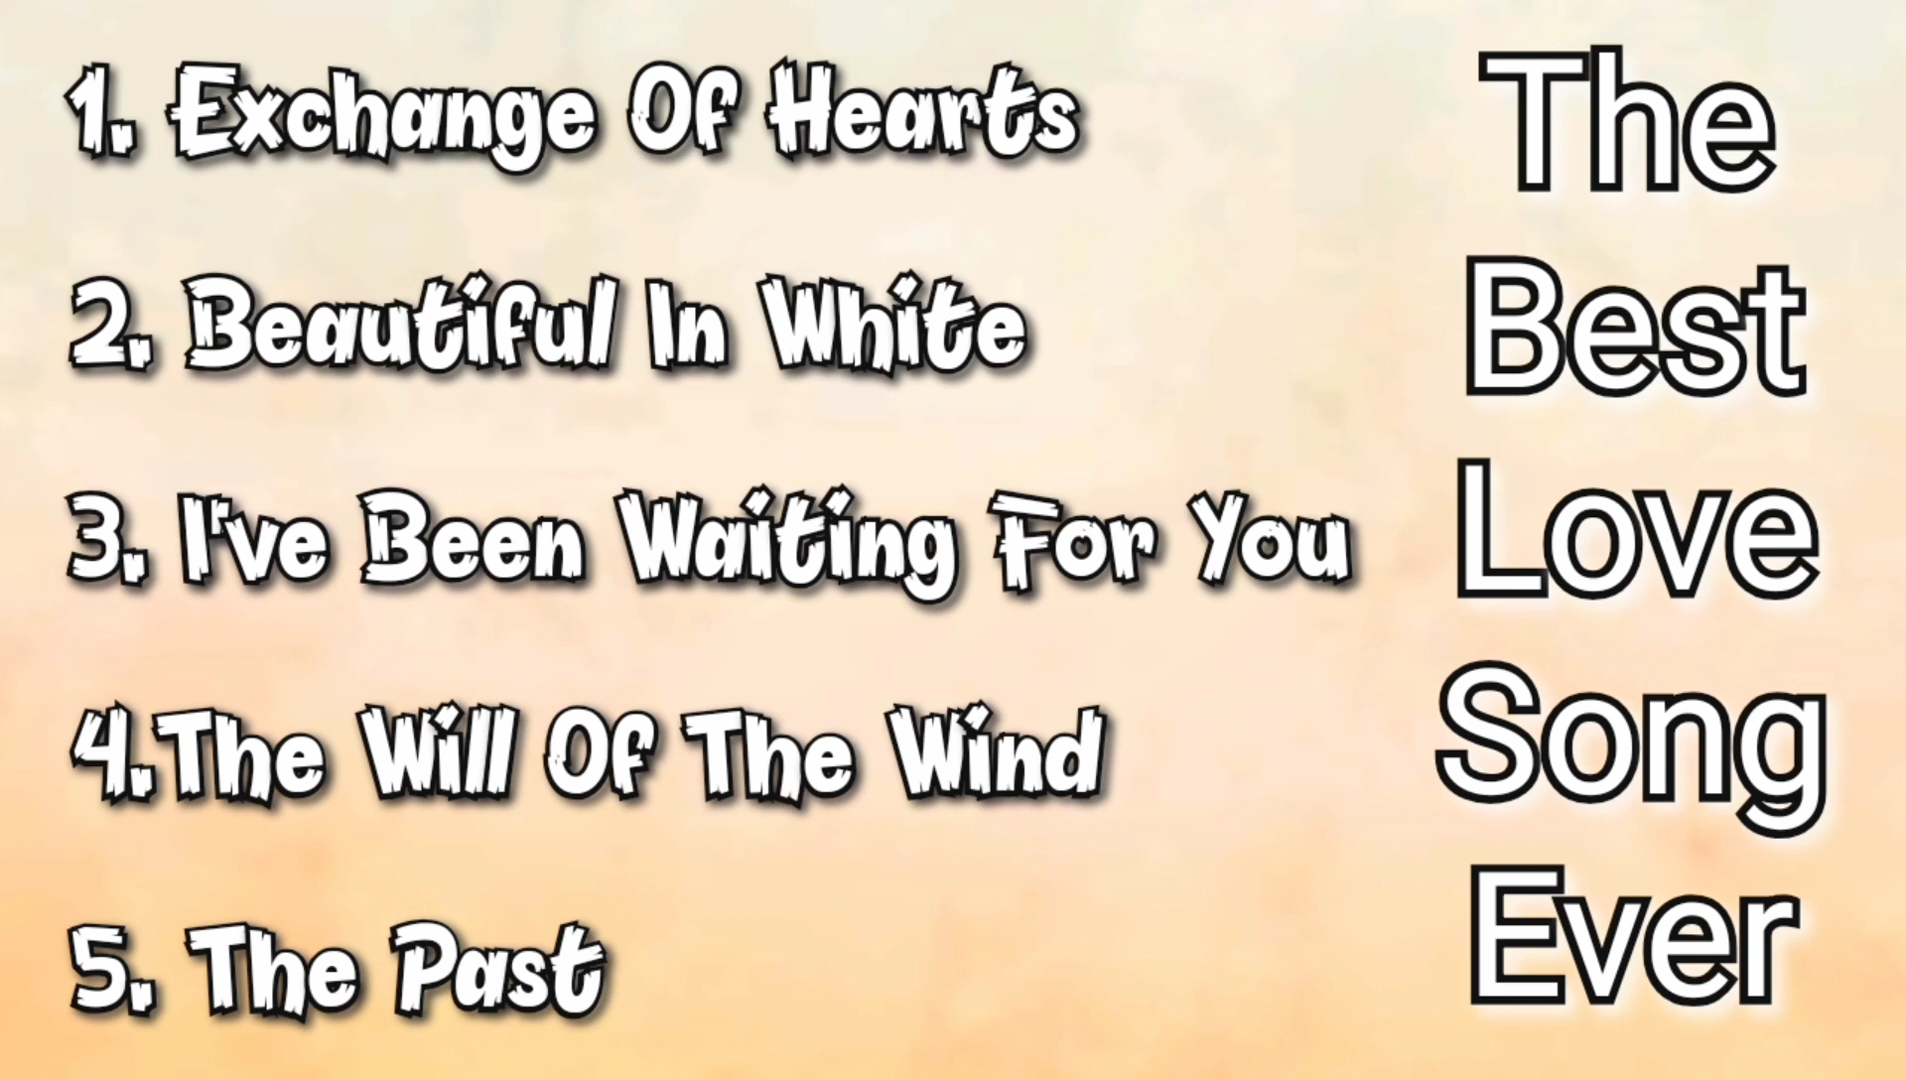 1. Exchange Of Hearts
2. Beautiful In White
3. I've Been Waiting For You
4.The Will Of The Wind
5. The Past
The
Best
Love
Song
Ever